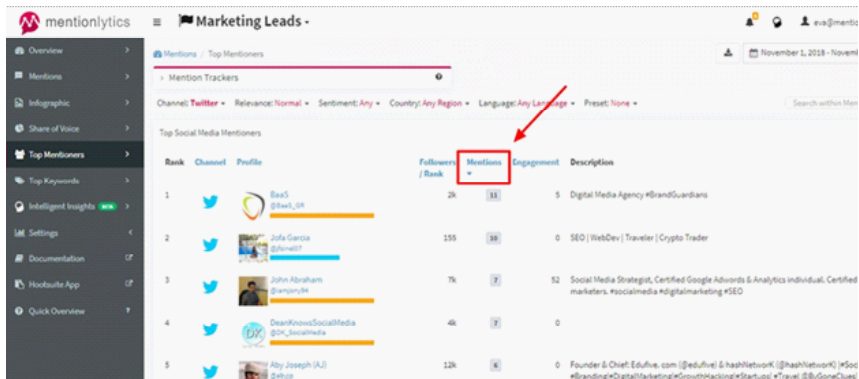 mentionlytics
Marketing Leads
Overview
Mentions
Infographic
Share of Voice
Top Mentioners
Top Keywords
Intelligent Insights
Settings
Documentation
Hootsuite App
Quick Overview
Mentions / Top Mentioners
November 1, 2018 -
Mention Trackers
Channel: Twitter Relevance: Normal Sentiment: Any Country: Any Region Language: Any Language Preset: None
Search within
Top Social Media Mentioners
Rank Channel Profile Followers / Rank Mentions Engagement Description
1 BaaS 2k 11 5 Digital Media Agency #BrandGuardians
@BaaS_GR
2 Jofa Garcia 155 10 0 SEO | WebDev | Traveler | Crypto Trader
3 John Abraham 7k 7 52 Social Media Strategist, Certified Google Adwords & Analytics individual. Certified
marketers. #socialmedia #digitalmarketing #SEO
4 DeanKnowsSocialMedia 4k 7 0
@DK_SocialMedia
5 Aby Joseph (AJ) 12k 6 0 Founder & Chief: Edufive. com (@edufive) & hashNetworK (@hashNetworK)